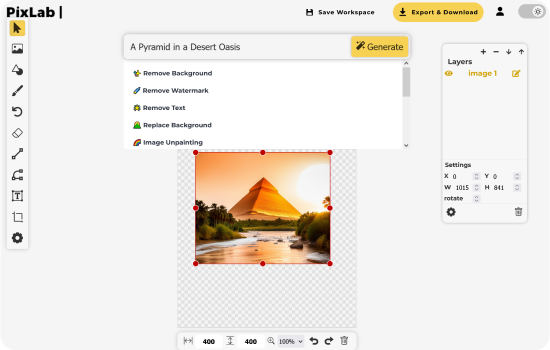 PixLab |
Save Workspace
Export & Download
A Pyramid in a Desert Oasis
Generate
Remove Background
Remove Watermark
Remove Text
Replace Background
Image Unpainting
Layers
image 1
Settings
X 0 Y 0
W 1015 H 841
rotate
400 400 100%